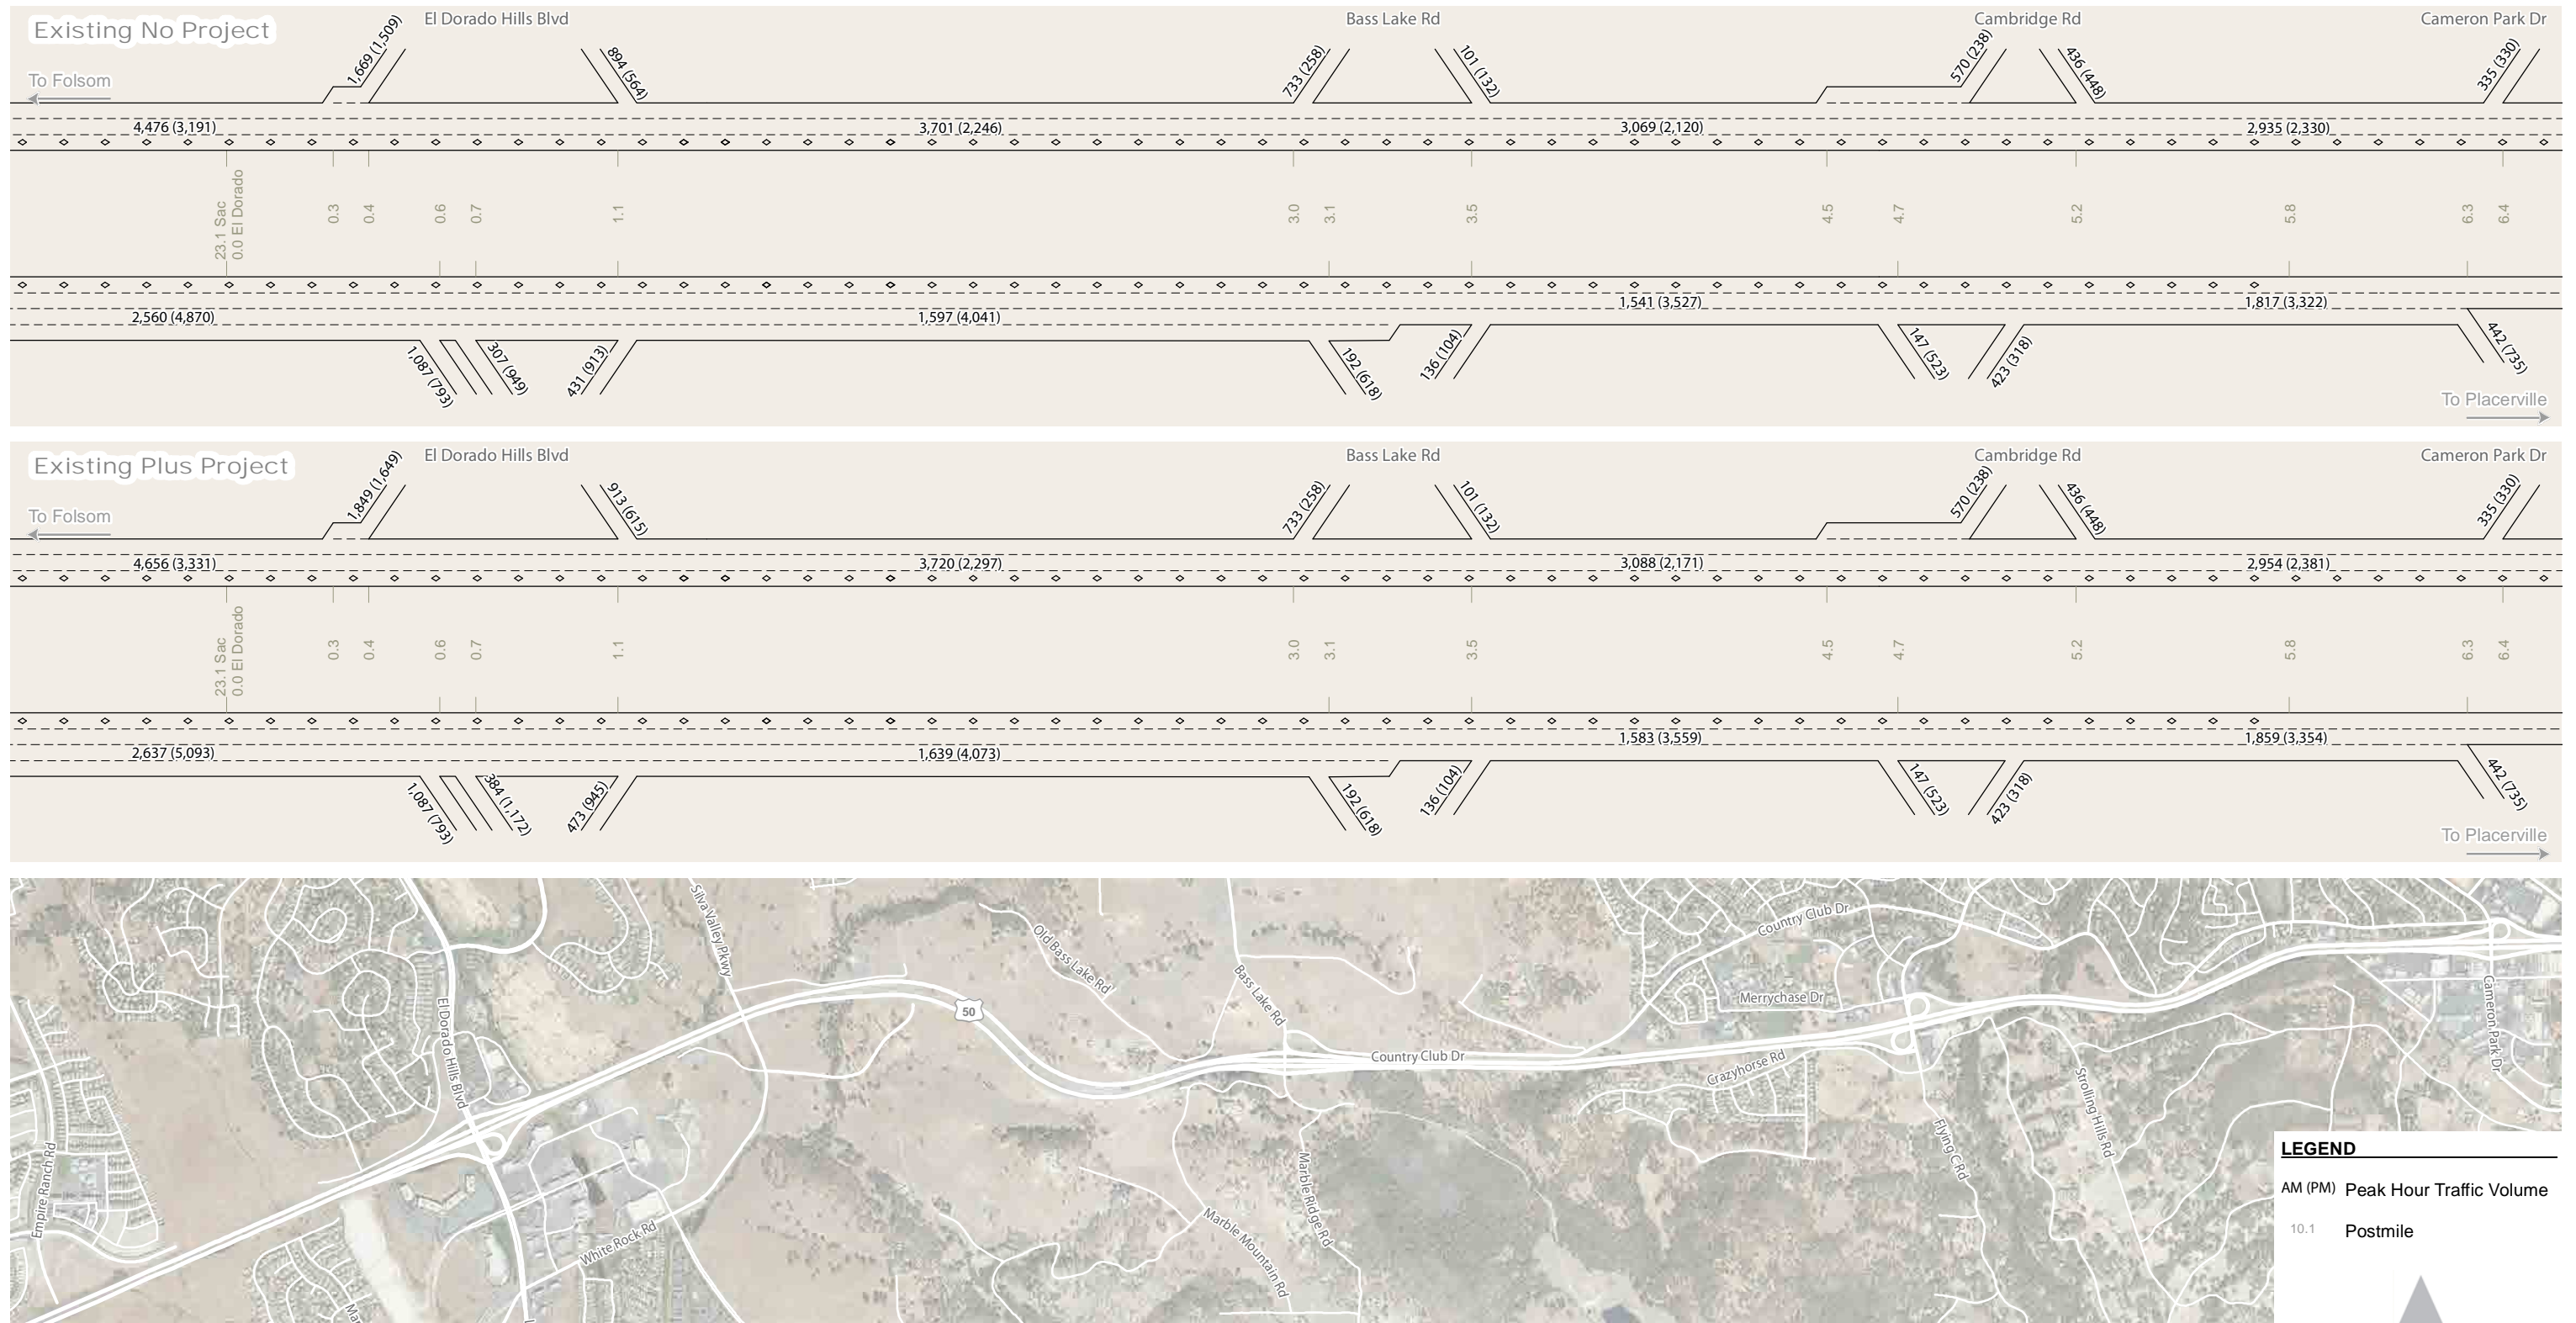 Existing No Project
El Dorado Hills Blvd
Bass Lake Rd
Cambridge Rd
Cameron Park Dr
1,669 (1,509)
894 (564)
733 (258)
101 (132)
570 (238)
436 (448)
335 (330)
To Folsom
4,476 (3,191)
3,701 (2,246)
3,069 (2,120)
2,935 (2,330)
23.1 Sac
0.0 El Dorado
0.3
0.4
0.6
0.7
1.1
3.0
3.1
3.5
4.5
4.7
5.2
5.8
6.3
6.4
2,560 (4,870)
1,597 (4,041)
1,541 (3,527)
1,817 (3,322)
1,087 (793)
307 (949)
431 (913)
192 (618)
136 (104)
147 (523)
423 (318)
442 (735)
To Placerville
Existing Plus Project
El Dorado Hills Blvd
Bass Lake Rd
Cambridge Rd
Cameron Park Dr
1,849 (1,649)
913 (615)
733 (258)
101 (132)
570 (238)
436 (448)
335 (330)
To Folsom
4,656 (3,331)
3,720 (2,297)
3,088 (2,171)
2,954 (2,381)
23.1 Sac
0.0 El Dorado
0.3
0.4
0.6
0.7
1.1
3.0
3.1
3.5
4.5
4.7
5.2
5.8
6.3
6.4
2,637 (5,093)
1,639 (4,073)
1,583 (3,559)
1,859 (3,354)
1,087 (793)
384 (1,172)
473 (945)
192 (618)
136 (104)
147 (523)
423 (318)
442 (735)
To Placerville
Silva Valley Pkwy
Old Bass Lake Rd
Country Club Dr
El Dorado Hills Blvd
50
Bass Lake Rd
Merrychase Dr
Cameron Park Dr
Country Club Dr
Crazyhorse Rd
Empire Ranch Rd
White Rock Rd
Marble Mountain Rd
Marble Ridge Rd
Flying C Rd
Strolling Hills Rd
LEGEND
AM (PM) Peak Hour Traffic Volume
10.1 Postmile